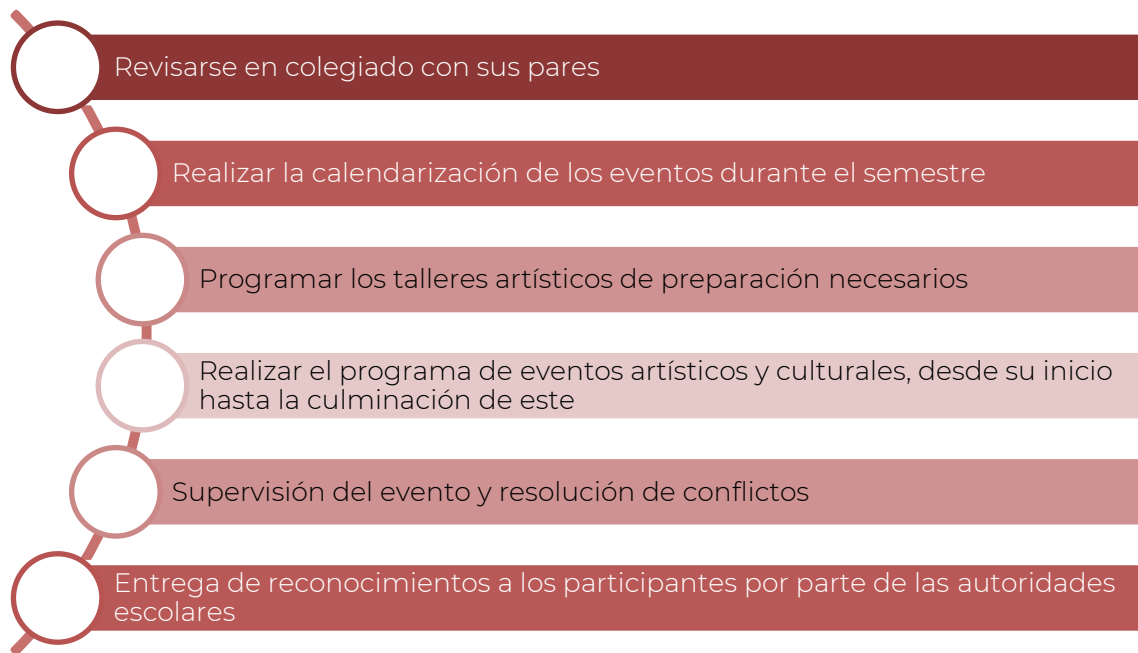 Revisarse en colegiado con sus pares
Realizar la calendarización de los eventos durante el semestre
Programar los talleres artísticos de preparación necesarios
Realizar el programa de eventos artísticos y culturales, desde su inicio
hasta la culminación de este
Supervisión del evento y resolución de conflictos
Entrega de reconocimientos a los participantes por parte de las autoridades
escolares